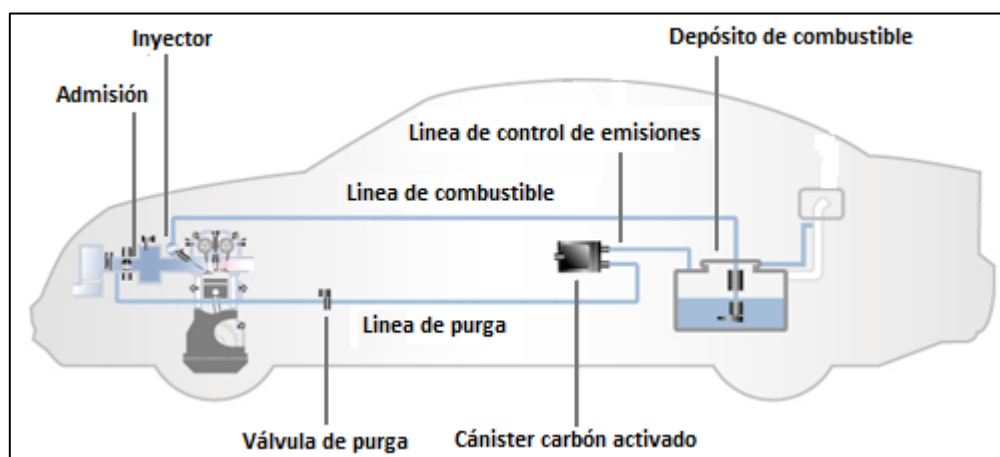 Inyector
Depósito de combustible
Admisión
Linea de control de emisiones
Linea de combustible
Linea de purga
Válvula de purga
Cánister carbón activado